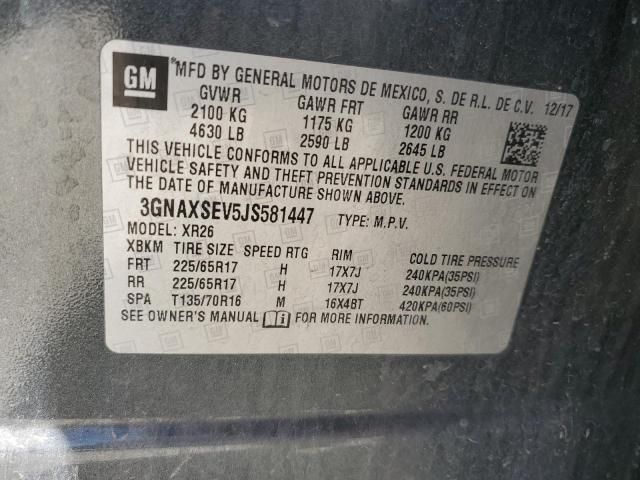 GM *MFD BY GENERAL MOTORS DE MEXICO, S. DE R.L. DE C.V. 12/17
GVWR GAWR FRT GAWR RR
2100 KG 1175 KG 1200 KG
4630 LB 2590 LB 2645 LB
THIS VEHICLE CONFORMS TO ALL APPLICABLE U.S. FEDERAL MOTOR
VEHICLE SAFETY AND THEFT PREVENTION STANDARDS IN EFFECT ON
THE DATE OF MANUFACTURE SHOWN ABOVE.
3GNAXSEV5JS581447 TYPE: M.P.V.
MODEL: XR26
XBKM TIRE SIZE SPEED RTG RIM COLD TIRE PRESSURE
FRT 225/65R17 H 17X7J 240KPA(35PSI)
RR 225/65R17 H 17X7J 240KPA(35PSI)
SPA T135/70R16 M 16X4BT 420KPA(60PSI)
SEE OWNER'S MANUAL FOR MORE INFORMATION